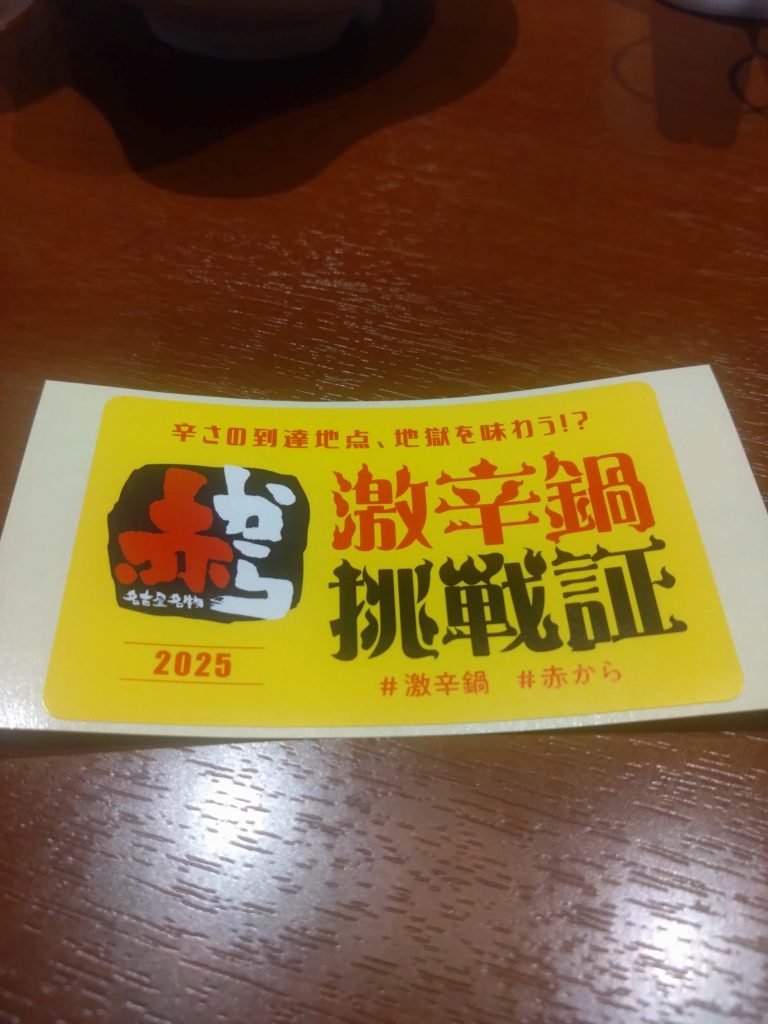 辛さの到達地点、地獄を味わう!?
赤から
名古屋名物
2025
激辛鍋
挑戦証
#激辛鍋 #赤から